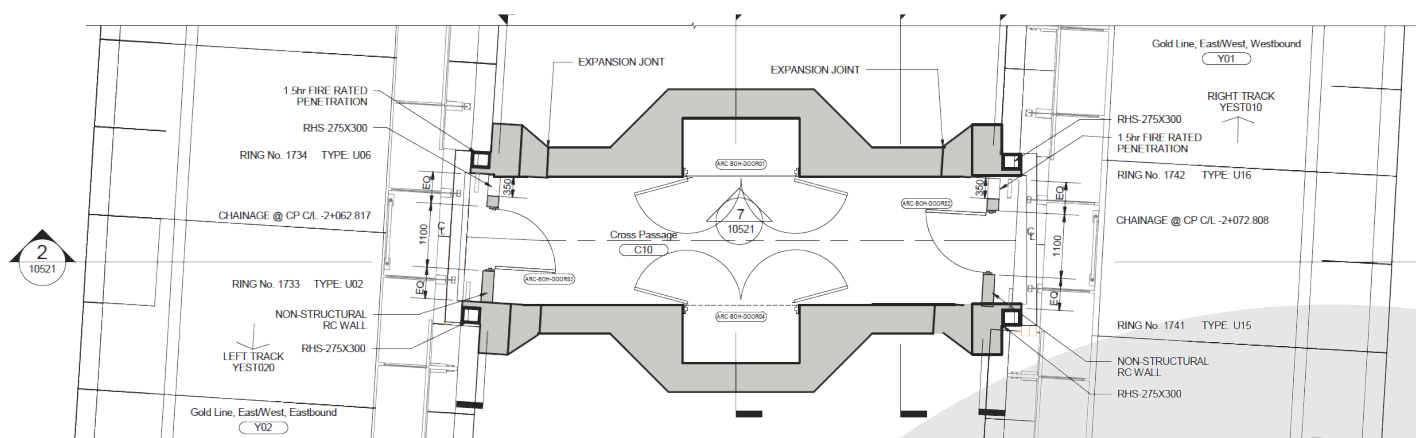 EXPANSION JONT
EXPANSION JOINT
Gold Line, East/West, Westbound
Y01
1.5hr FIRE RATED
PENETRATION
RIGHT TRACK
YEST010
RHS-275X300
RHS-275X300
1.5hr FIRE RATED
PENETRATION
RING No. 1734 TYPE: U06
ARC-BOH-DOOR01
RING No. 1742 TYPE: U16
EQ
350
350
EQ
ARC-BOH-DOOR02
CHAINAGE @ CP C/L -2+062.817
7
10521
CHAINAGE @ CP C/L -2+072.808
2
10521
1100
CL
Cross Passage
C10
CL
1100
ARC-BOH-DOOR03
RING No. 1733 TYPE: U02
EQ
EQ
NON-STRUCTURAL
RC WALL
ARC-BOH-DOOR04
RING No. 1741 TYPE: U15
RHS-275X300
LEFT TRACK
YEST020
NON-STRUCTURAL
RC WALL
RHS-275X300
Gold Line, East/West, Eastbound
Y02